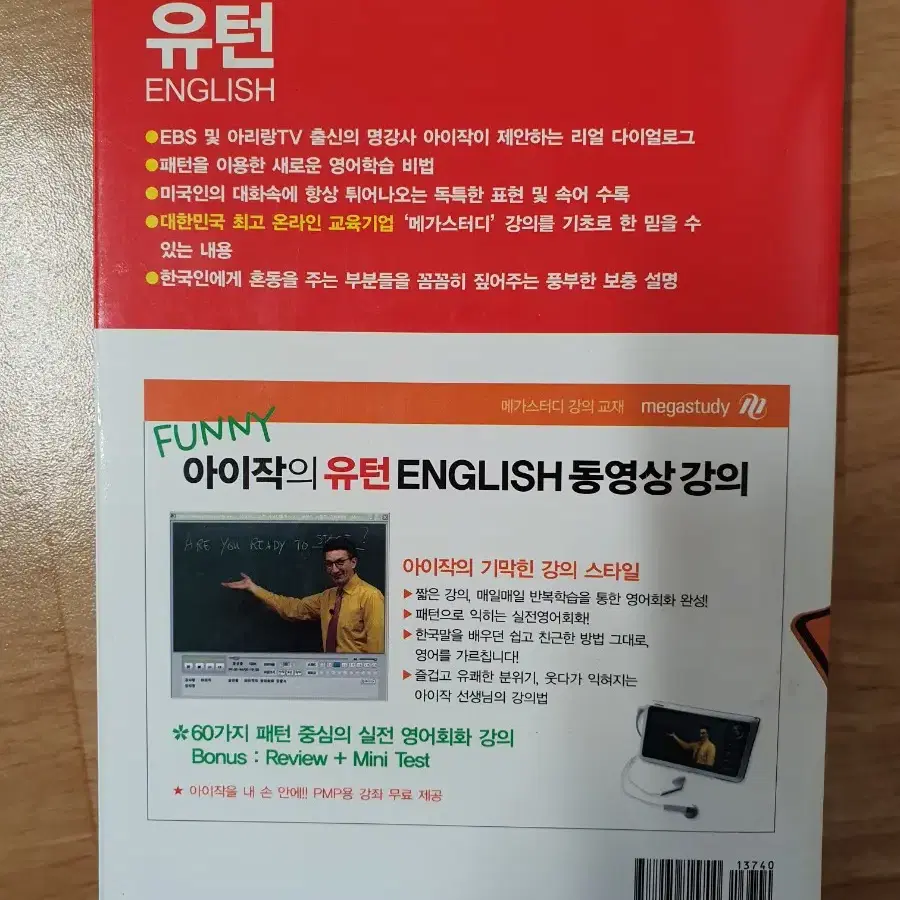 유턴
ENGLISH
●EBS 및 아리랑TV 출신의 명강사 아이작이 제안하는 리얼 다이얼로그
●패턴을 이용한 새로운 영어학습 비법
●미국인의 대화속에 항상 튀어나오는 독특한 표현 및 속어 수록
●대한민국 최고 온라인 교육기업 ‘메가스터디’ 강의를 기초로 한 믿을 수
있는 내용
●한국인에게 혼동을 주는 부분들을 꼼꼼히 짚어주는 풍부한 보충 설명
메가스터디 강의 교재 megastudy
FUNNY
아이작의 유턴 ENGLISH 동영상 강의
ARE YOU READY TO ?
아이작의 기막힌 강의 스타일
▶짧은 강의, 매일매일 반복학습을 통한 영어회화 완성!
▶패턴으로 익히는 실전영어회화!
▶한국말을 배우던 쉽고 친근한 방법 그대로,
영어를 가르칩니다!
▶즐겁고 유쾌한 분위기, 웃다가 익혀지는
아이작 선생님의 강의법
✻60가지 패턴 중심의 실전 영어회화 강의
Bonus : Review + Mini Test
★ 아이작을 내 손 안에!! PMP용 강좌 무료 제공
13740